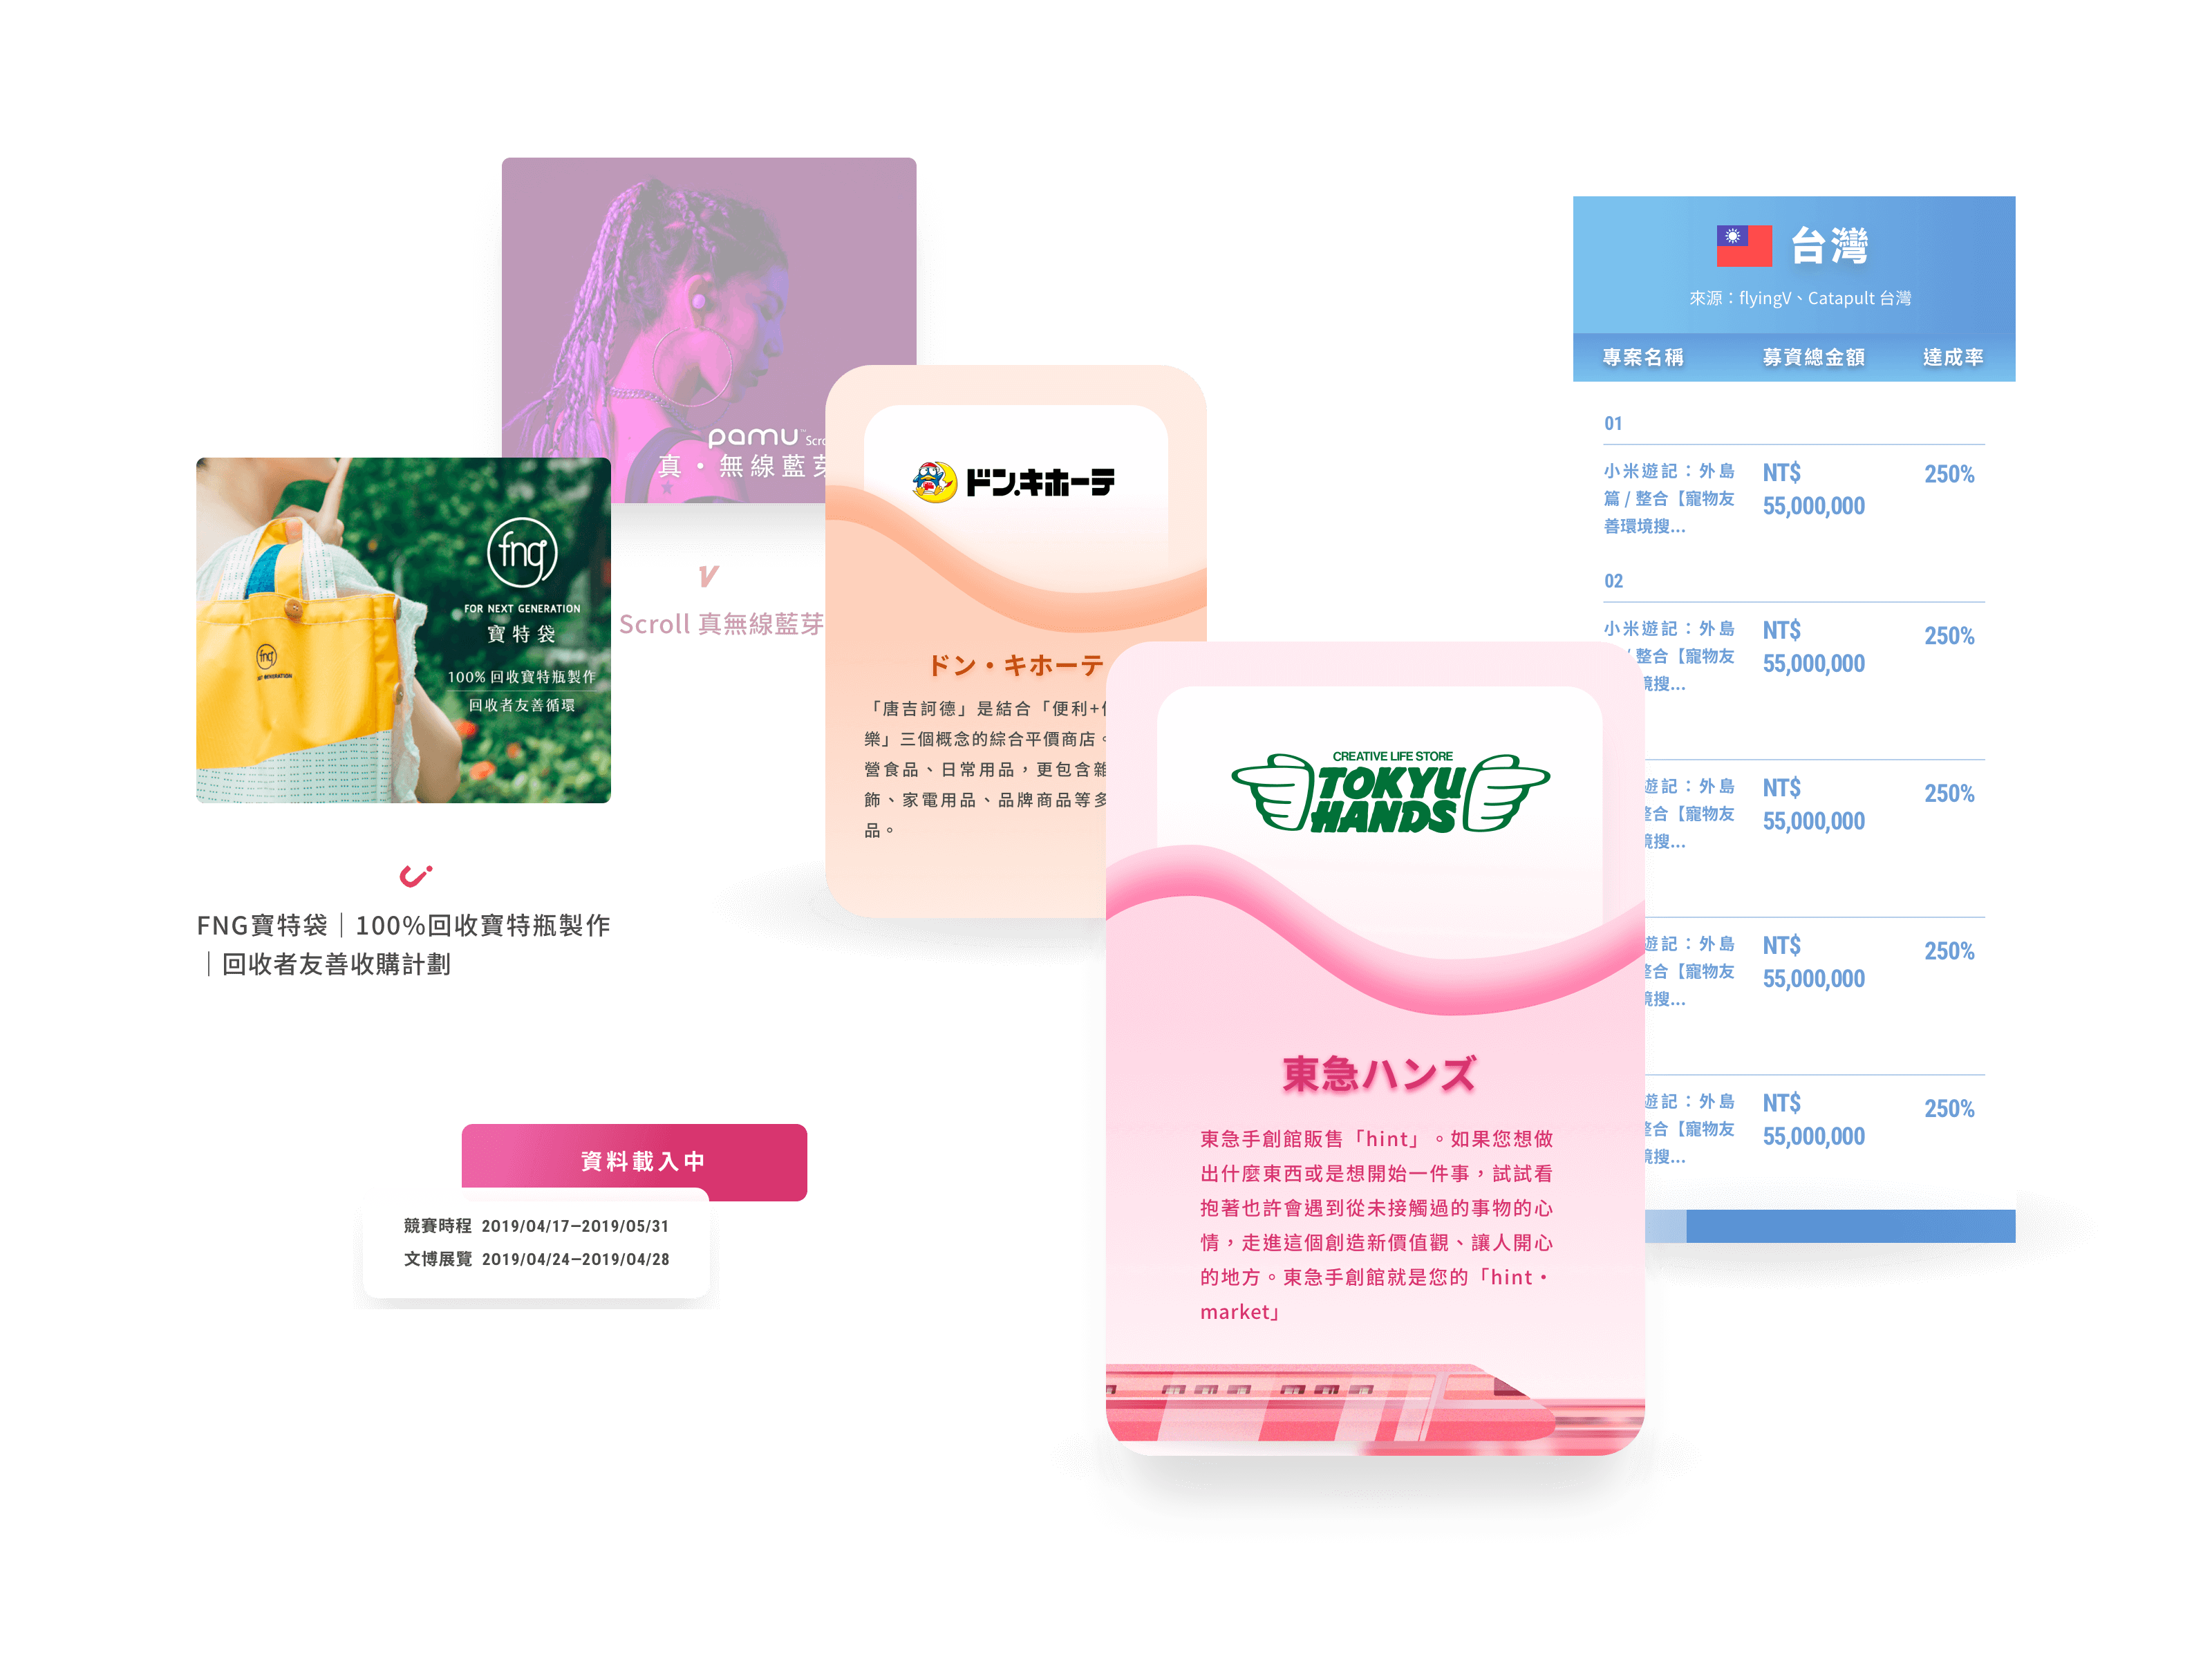 pamu
真・無線藍芽
Scroll 真無線藍芽
fng
FOR NEXT GENERATION
寶特袋
100% 回收寶特瓶製作
回收者友善循環
fng
FNG寶特袋｜100%回收寶特瓶製作
｜回收者友善收購計劃
資料載入中
競賽時程 2019/04/17–2019/05/31
文博展覽 2019/04/24–2019/04/28
ドン.キホーテ
ドン・キホーテ
「唐吉訶德」是結合「便利+
樂」三個概念的綜合平價商店。
營食品、日常用品，更包含雜
飾、家電用品、品牌商品等多
品。
CREATIVE LIFE STORE
TOKYU
HANDS
東急ハンズ
東急手創館販售「hint」。如果您想做
出什麼東西或是想開始一件事，試試看
抱著也許會遇到從未接觸過的事物的心
情，走進這個創造新價值觀、讓人開心
的地方。東急手創館就是您的「hint・
market」
台灣
來源：flyingV、Catapult 台灣
專案名稱 募資總金額 達成率
01
小米遊記：外島 NT$ 250%
篇 / 整合【寵物友 55,000,000
善環境搜...
02
小米遊記：外島 NT$ 250%
整合【寵物友 55,000,000
境搜...
遊記：外島 NT$ 250%
整合【寵物友 55,000,000
境搜...
遊記：外島 NT$ 250%
整合【寵物友 55,000,000
境搜...
遊記：外島 NT$ 250%
整合【寵物友 55,000,000
境搜...